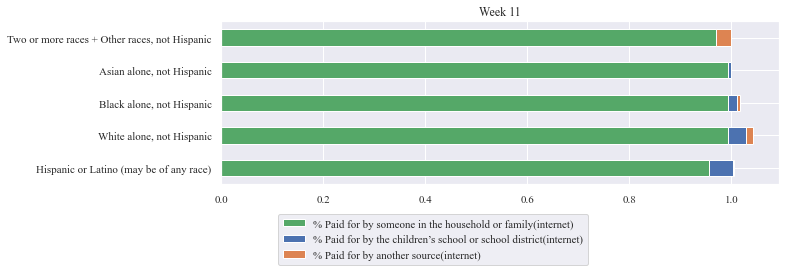 Week 11
Two or more races + Other races, not Hispanic
Asian alone, not Hispanic
Black alone, not Hispanic
White alone, not Hispanic
Hispanic or Latino (may be of any race)
0.0 0.2 0.4 0.6 0.8 1.0
% Paid for by someone in the household or family(internet)
% Paid for by the children’s school or school district(internet)
% Paid for by another source(internet)